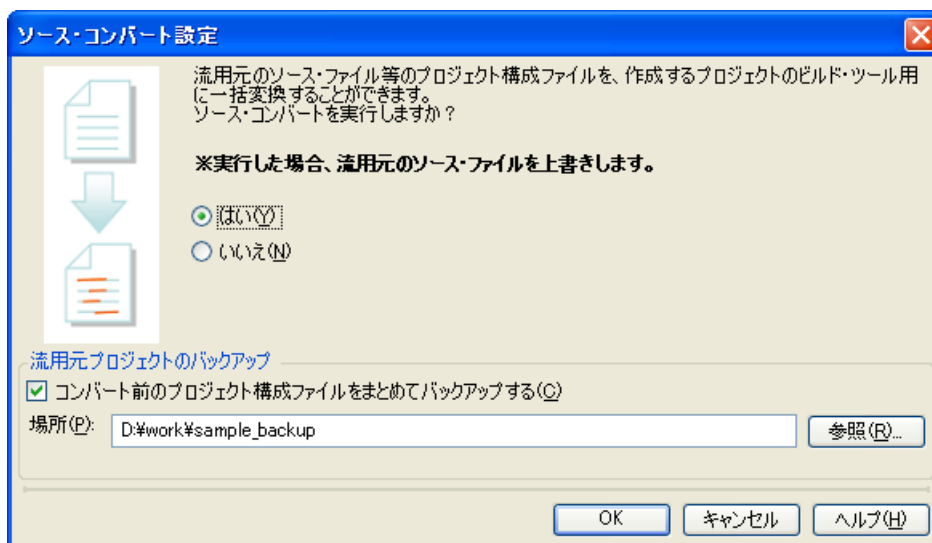 ソース・コンバート設定
流用元のソース・ファイル等のプロジェクト構成ファイルを、作成するプロジェクトのビルド・ツール用
に一括変換することができます。
ソース・コンバートを実行しますか？
※実行した場合、流用元のソース・ファイルを上書きします。
はい(Y)
いいえ(N)
流用元プロジェクトのバックアップ
コンバート前のプロジェクト構成ファイルをまとめてバックアップする(C)
場所(P): D:¥work¥sample_backup 参照(R)...
OK キャンセル ヘルプ(H)